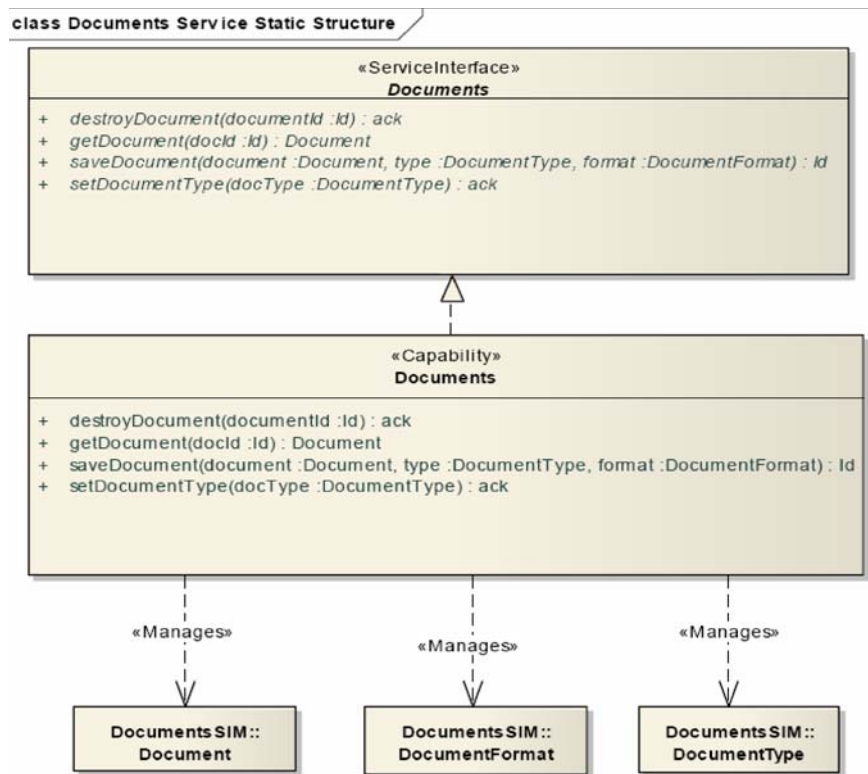 class Documents Service Static Structure
«ServiceInterface»
Documents
+ destroyDocument(documentId :Id) : ack
+ getDocument(docId :Id) : Document
+ saveDocument(document :Document, type :DocumentType, format :DocumentFormat) : Id
+ setDocumentType(docType :DocumentType) : ack
«Capability»
Documents
+ destroyDocument(documentId :Id) : ack
+ getDocument(docId :Id) : Document
+ saveDocument(document :Document, type :DocumentType, format :DocumentFormat) : Id
+ setDocumentType(docType :DocumentType) : ack
«Manages»
«Manages»
«Manages»
DocumentsSIM::
Document
DocumentsSIM::
DocumentFormat
DocumentsSIM::
DocumentType